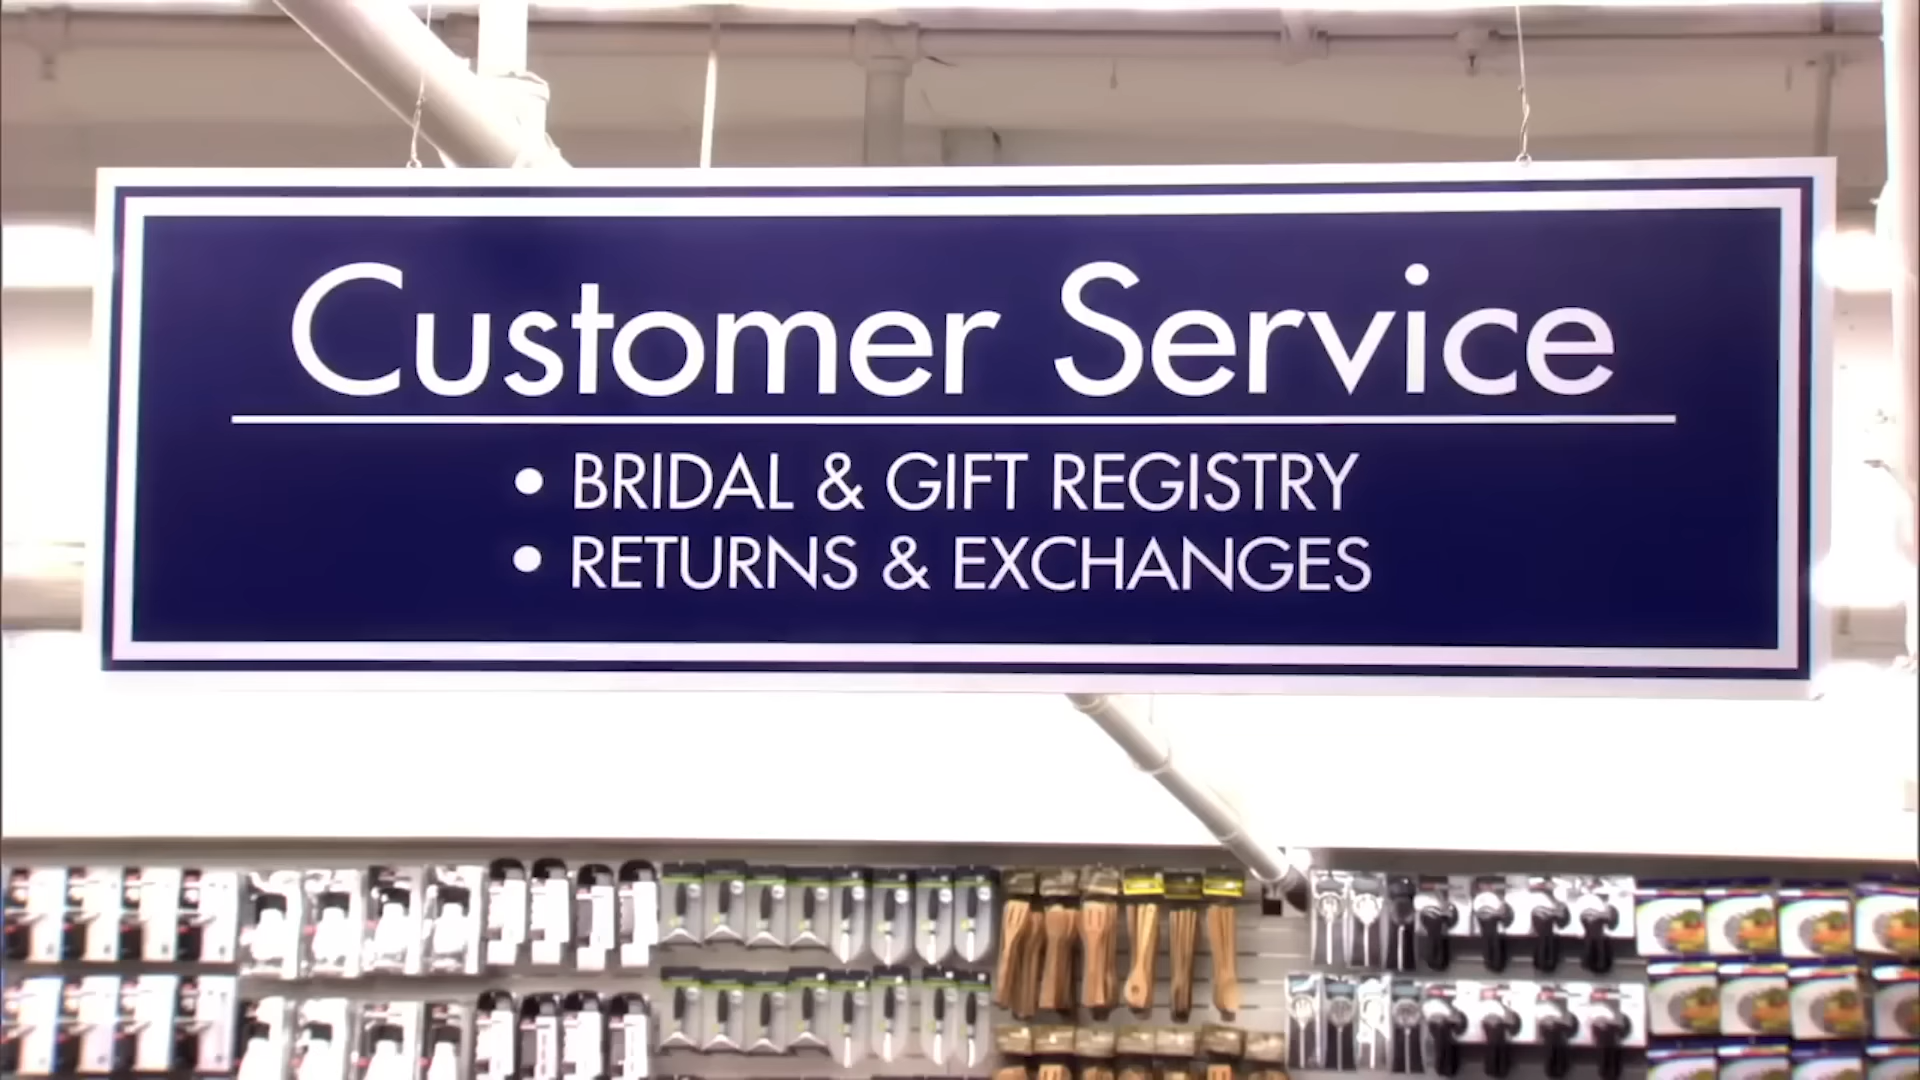 Customer Service
• BRIDAL & GIFT REGISTRY
• RETURNS & EXCHANGES